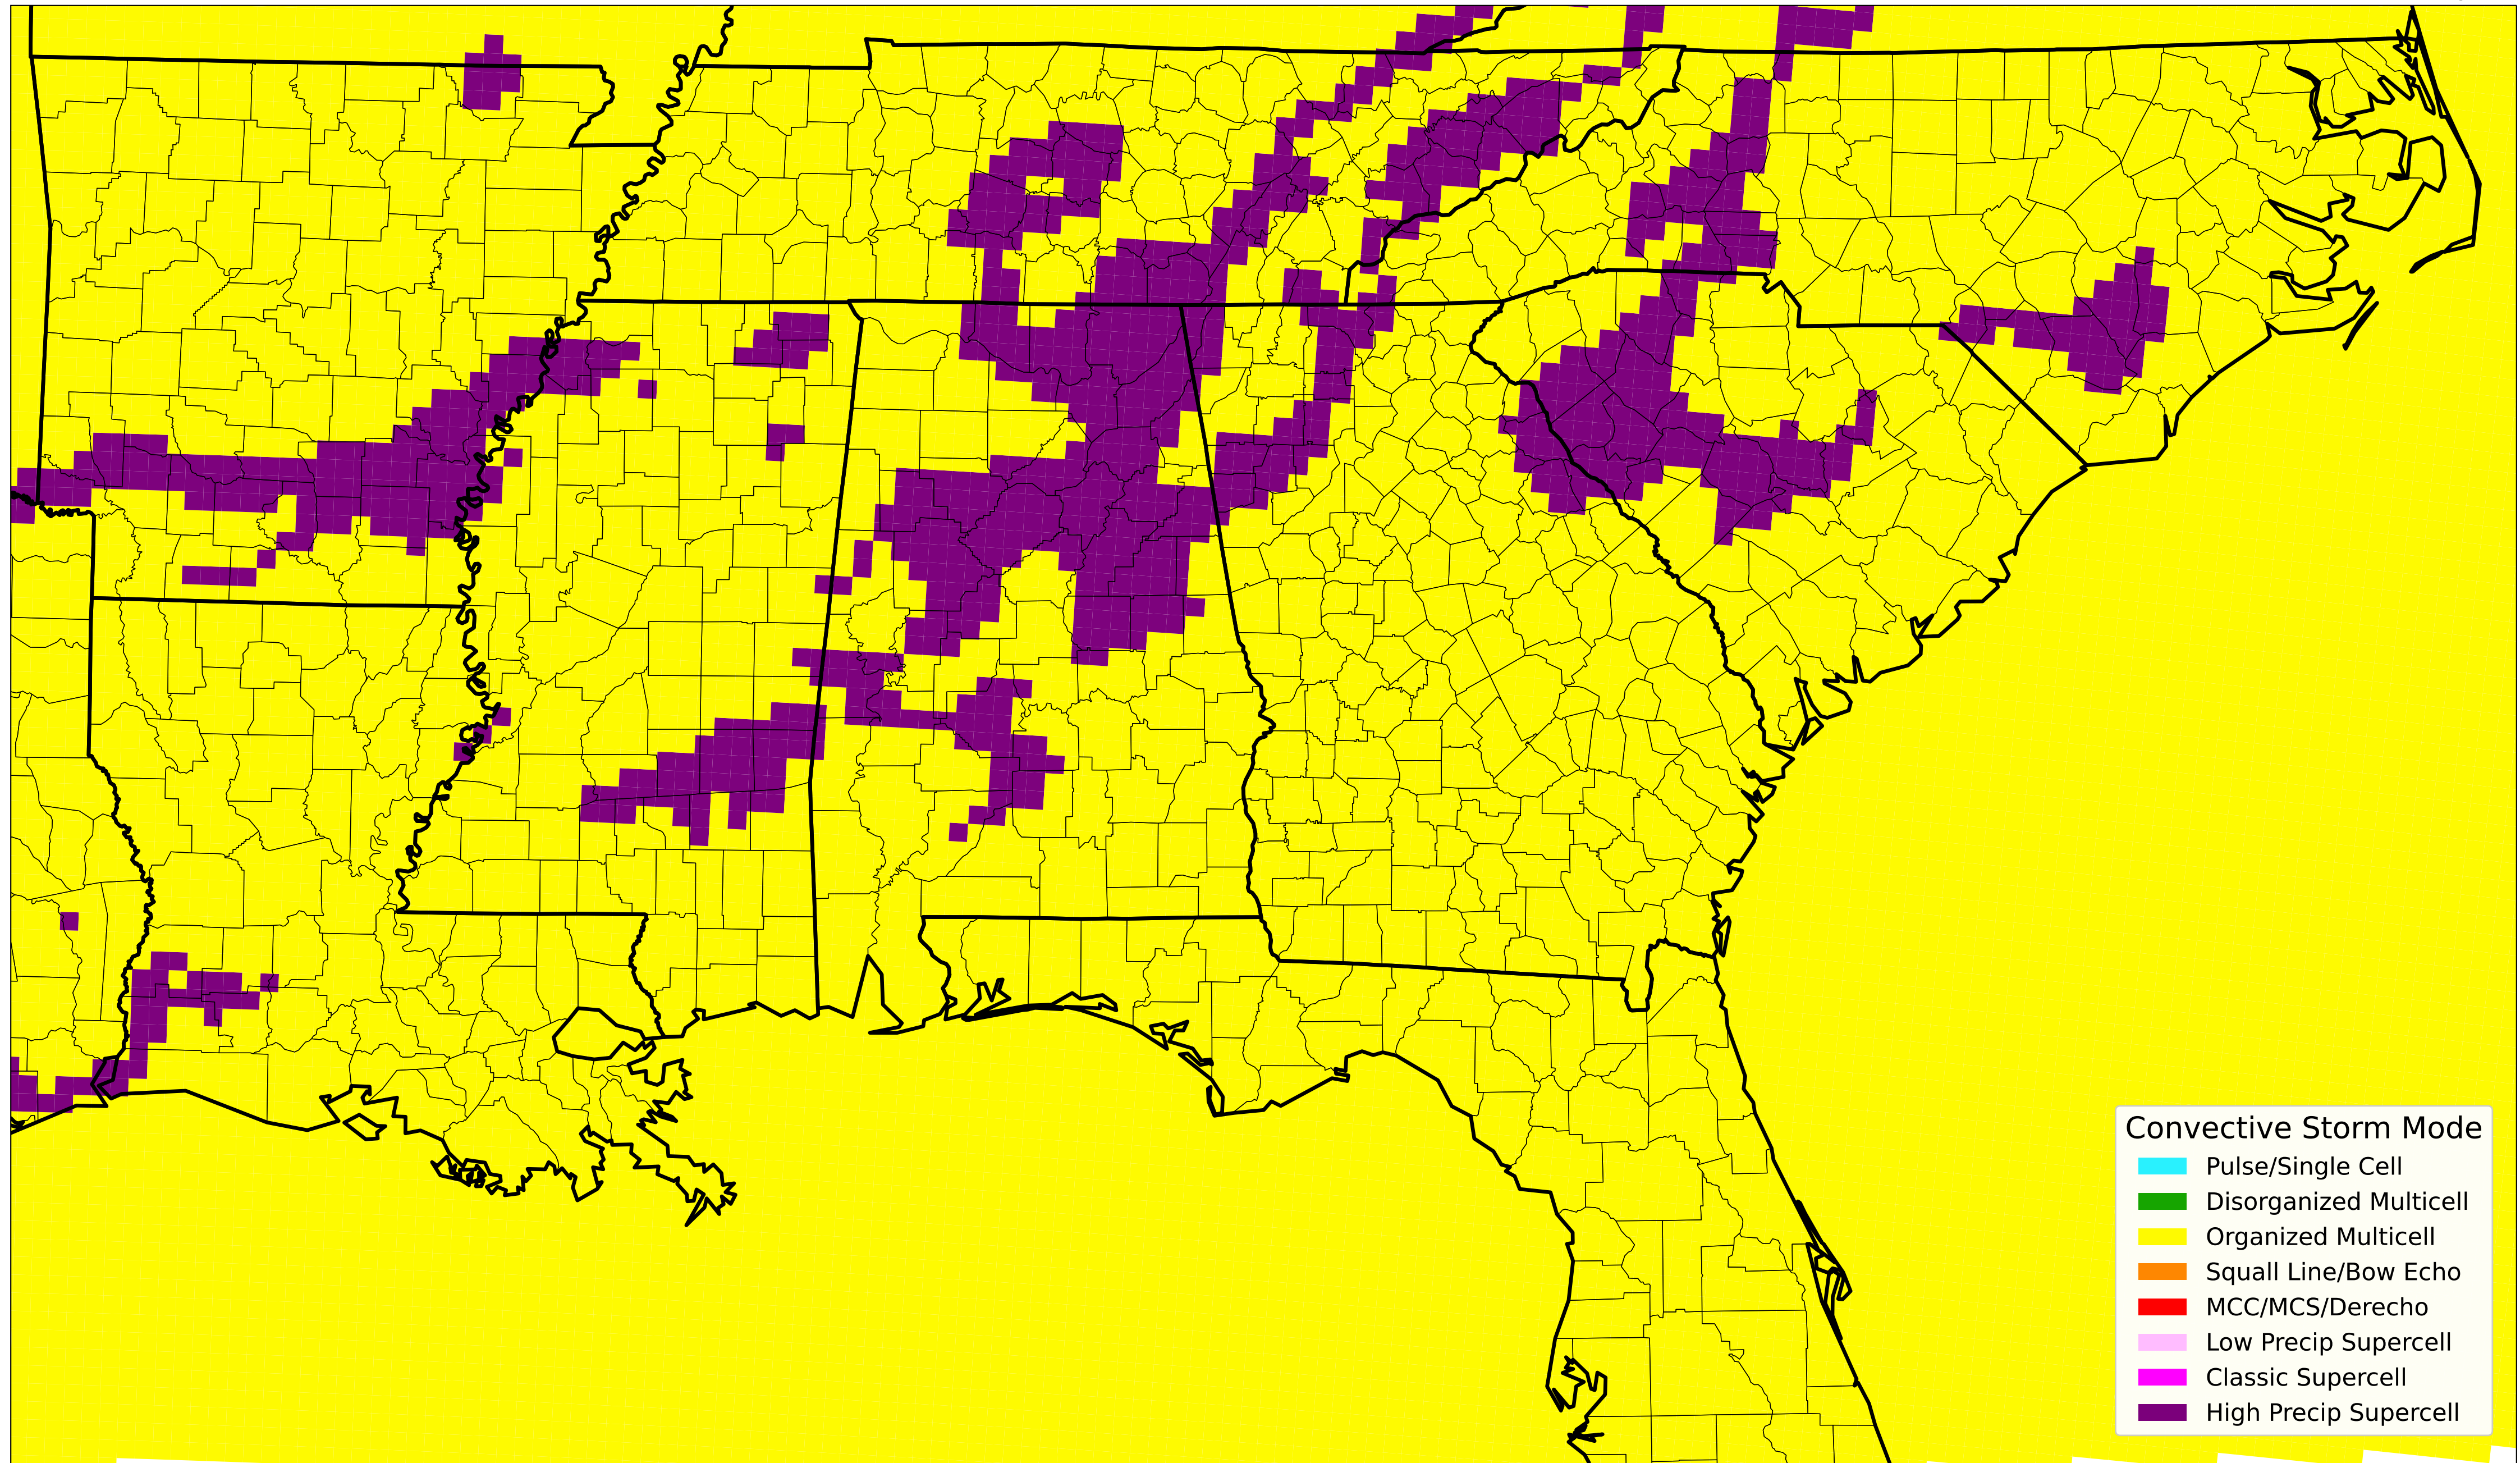 Convective Storm Mode
Pulse/Single Cell
Disorganized Multicell
Organized Multicell
Squall Line/Bow Echo
MCC/MCS/Derecho
Low Precip Supercell
Classic Supercell
High Precip Supercell